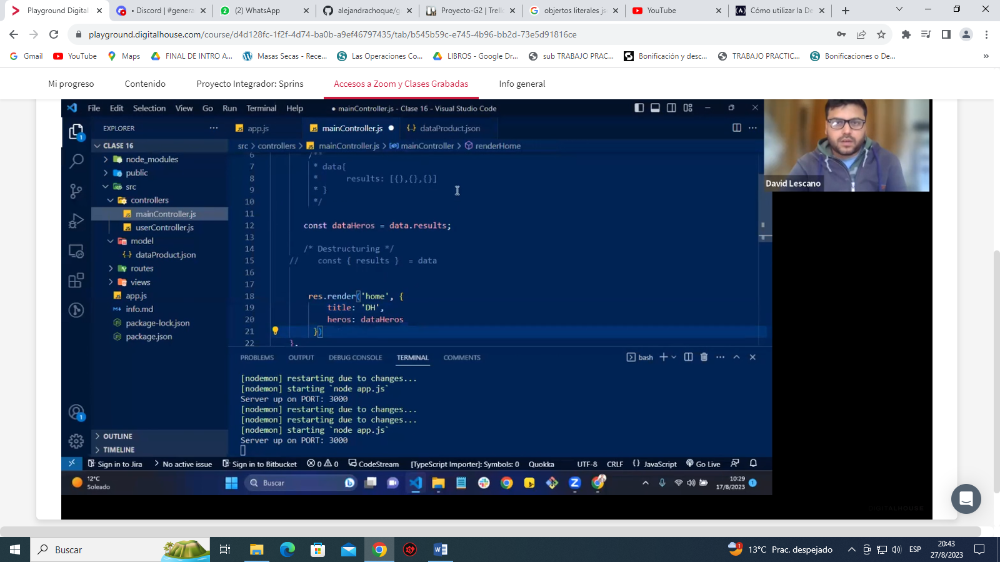 Playground Digital
• Discord | #genera
(2) WhatsApp
alejandrachoque/g
Proyecto-G2 | Trell
objertos literales js
YouTube
Cómo utilizar la De
playground.digitalhouse.com/course/d4d128fc-1f2f-4d74-ba0b-a9ef46797435/tab/b545b59c-e745-4b96-bb2d-73e5d91816ce
Gmail
YouTube
Maps
FINAL DE INTRO A...
Masas Secas - Rece...
Las Operaciones Co...
LIBROS - Google Dr...
sub TRABAJO PRAC...
Bonificación y desc...
TRABAJO PRACTIC...
Bonificaciones o De...
»
Mi progreso
Contenido
Proyecto Integrador: Sprins
Accesos a Zoom y Clases Grabadas
Info general
File Edit Selection View Go Run Terminal Help
● mainController.js - Clase 16 - Visual Studio Code
EXPLORER
CLASE 16
node_modules
public
src
controllers
mainController.js
userController.js
model
dataProduct.json
routes
views
app.js
info.md
package-lock.json
package.json
OUTLINE
TIMELINE
app.js
mainController.js
dataProduct.json
src > controllers > mainController.js > mainController > renderHome
6 /**
7 * data{
8 * results: [{},{},{}]
9 * }
10 */
11
12 const dataHeros = data.results;
13
14 /* Destructuring */
15 // const { results } = data
16
17
18 res.render('home', {
19 title: 'DH',
20 heros: dataHeros
21 })
22 },
PROBLEMS OUTPUT DEBUG CONSOLE TERMINAL COMMENTS
bash
[nodemon] restarting due to changes...
[nodemon] starting `node app.js`
Server up on PORT: 3000
[nodemon] restarting due to changes...
[nodemon] restarting due to changes...
[nodemon] starting `node app.js`
Server up on PORT: 3000
Sign in to Jira
No active issue
Sign in to Bitbucket
0 0
CodeStream
[TypeScript Importer]: Symbols: 0
Quokka
UTF-8
CRLF
{} JavaScript
Go Live
12°C
Soleado
Buscar
10:29
17/8/2023
1
David Lescano
DIGITALHOUSE
Buscar
13°C Prac. despejado
ESP
20:43
27/8/2023